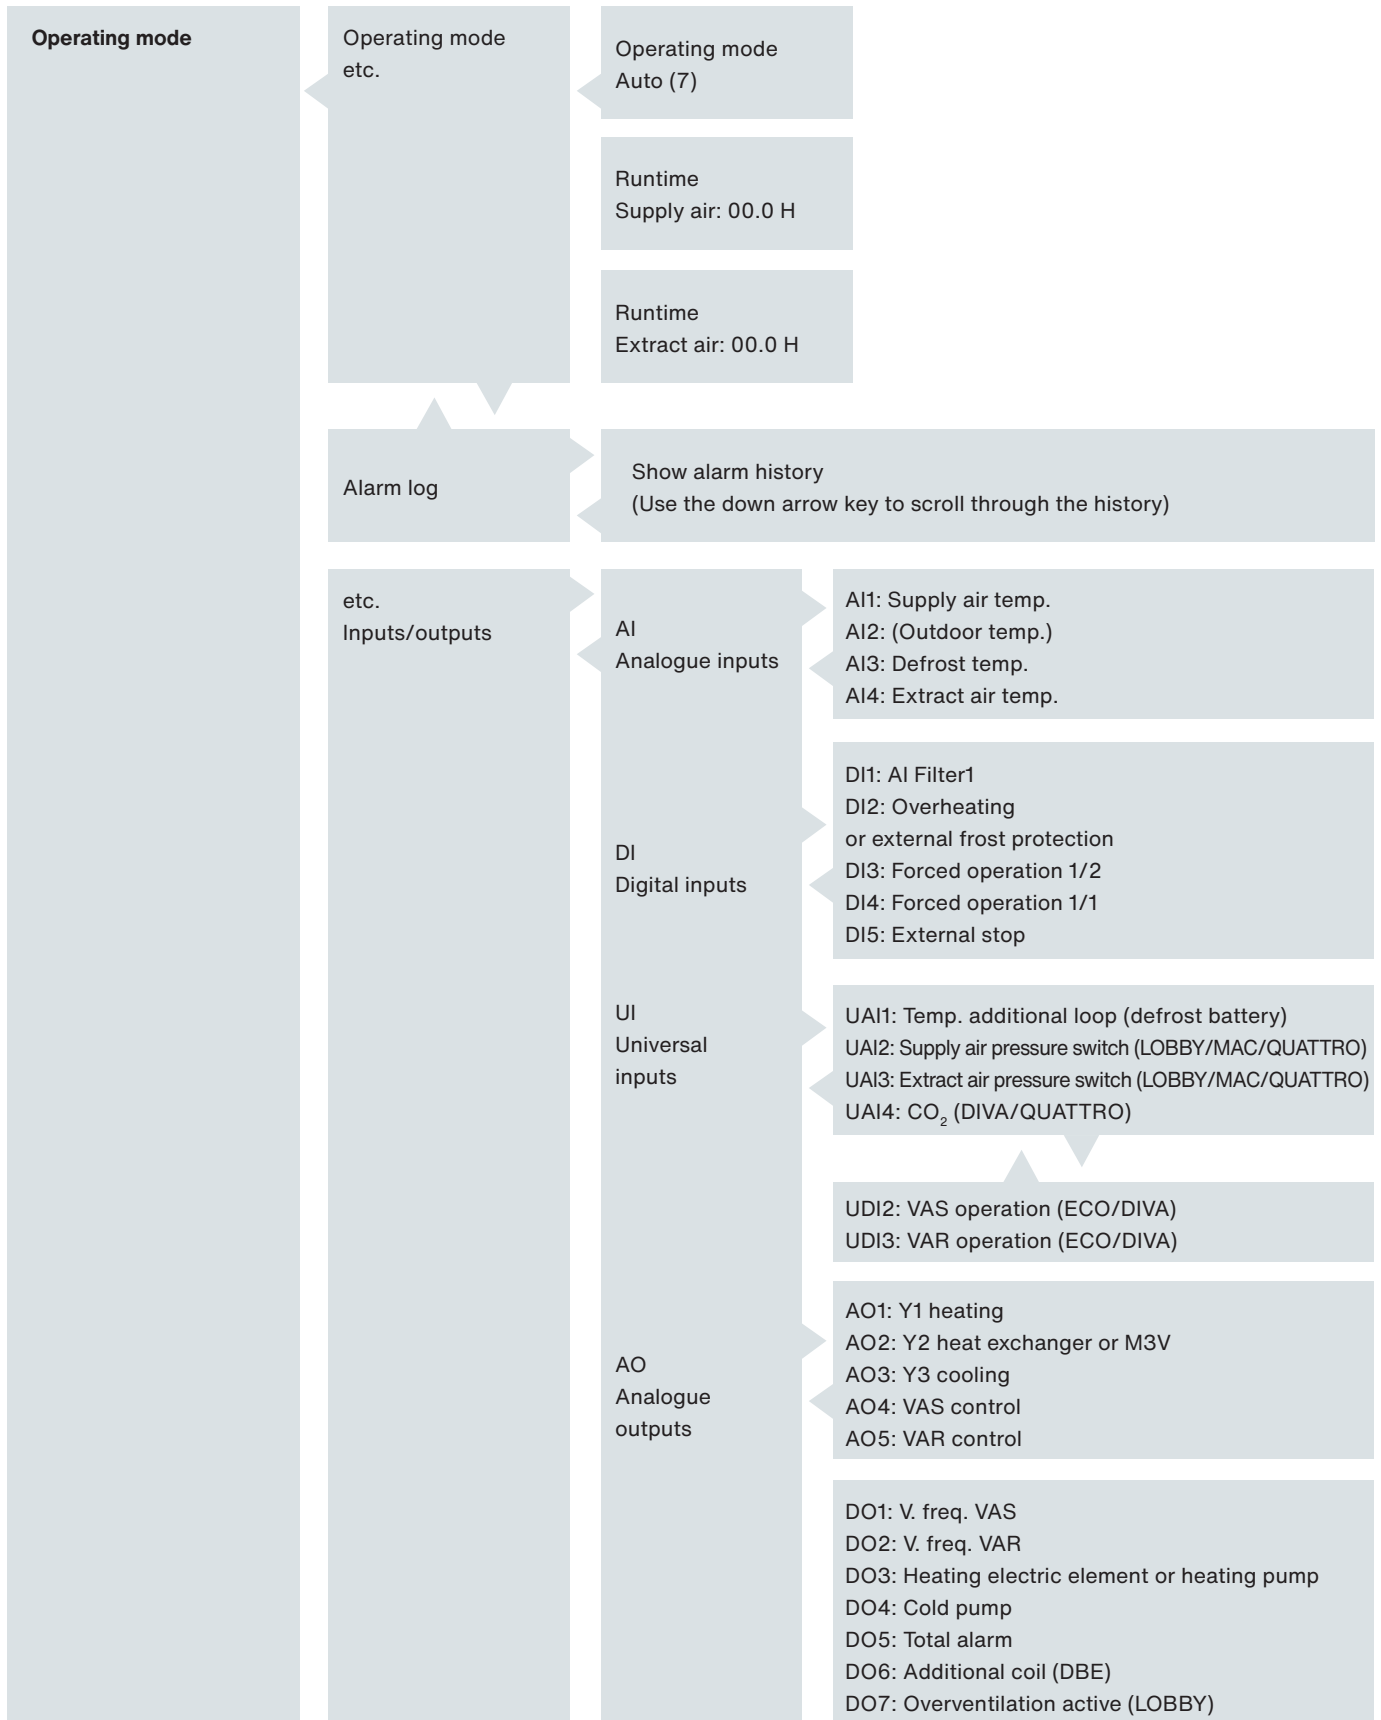 Operating mode
Operating mode
etc.
Operating mode
Auto (7)
Runtime
Supply air: 00.0 H
Runtime
Extract air: 00.0 H
Alarm log
Show alarm history
(Use the down arrow key to scroll through the history)
etc.
Inputs/outputs
AI
Analogue inputs
AI1: Supply air temp.
AI2: (Outdoor temp.)
AI3: Defrost temp.
AI4: Extract air temp.
DI
Digital inputs
DI1: AI Filter1
DI2: Overheating
or external frost protection
DI3: Forced operation 1/2
DI4: Forced operation 1/1
DI5: External stop
UI
Universal
inputs
UAI1: Temp. additional loop (defrost battery)
UAI2: Supply air pressure switch (LOBBY/MAC/QUATTRO)
UAI3: Extract air pressure switch (LOBBY/MAC/QUATTRO)
UAI4: CO₂ (DIVA/QUATTRO)
UDI2: VAS operation (ECO/DIVA)
UDI3: VAR operation (ECO/DIVA)
AO
Analogue
outputs
AO1: Y1 heating
AO2: Y2 heat exchanger or M3V
AO3: Y3 cooling
AO4: VAS control
AO5: VAR control
DO1: V. freq. VAS
DO2: V. freq. VAR
DO3: Heating electric element or heating pump
DO4: Cold pump
DO5: Total alarm
DO6: Additional coil (DBE)
DO7: Overventilation active (LOBBY)